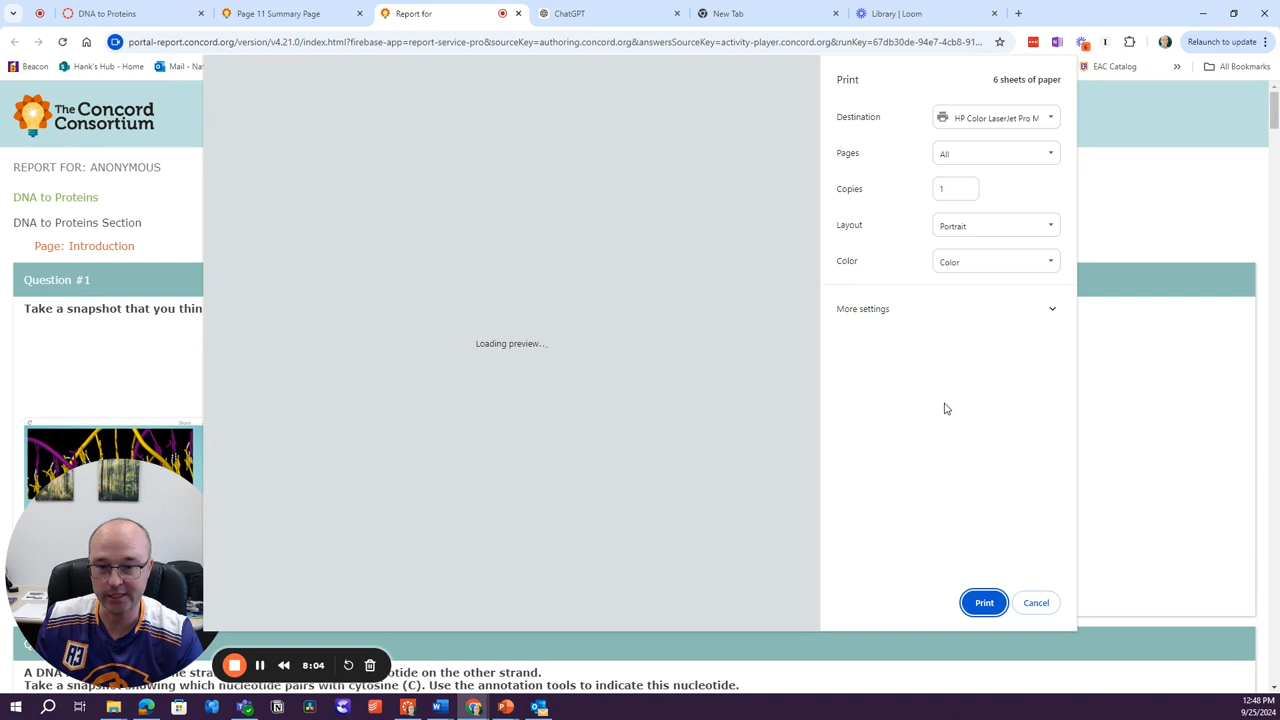 DNA to Proteins
Page 11 Summary Page
Report for
ChatGPT
New Tab
Library | Loom
portal-report.concord.org/version/v4.21.0/index.html?firebase-app=report-service-pro&sourceKey=authoring.concord.org&answersSourceKey=activity-player.concord.org&runKey=67db30de-94e7-4cb8-91...
Relaunch to update
Beacon
Hank's Hub - Home
Mail - Na
EAC Catalog
All Bookmarks
The Concord
Consortium
REPORT FOR: ANONYMOUS
DNA to Proteins
DNA to Proteins Section
Page: Introduction
Question #1
Take a snapshot that you thin
Share
Loading preview...
Print
6 sheets of paper
Destination
HP Color LaserJet Pro M
Pages
All
Copies
1
Layout
Portrait
Color
Color
More settings
Print
Cancel
83
8:04
A DNA
stra
otide on the other strand.
Take a snapshot showing which nucleotide pairs with cytosine (C). Use the annotation tools to indicate this nucleotide.
12:48 PM
9/25/2024